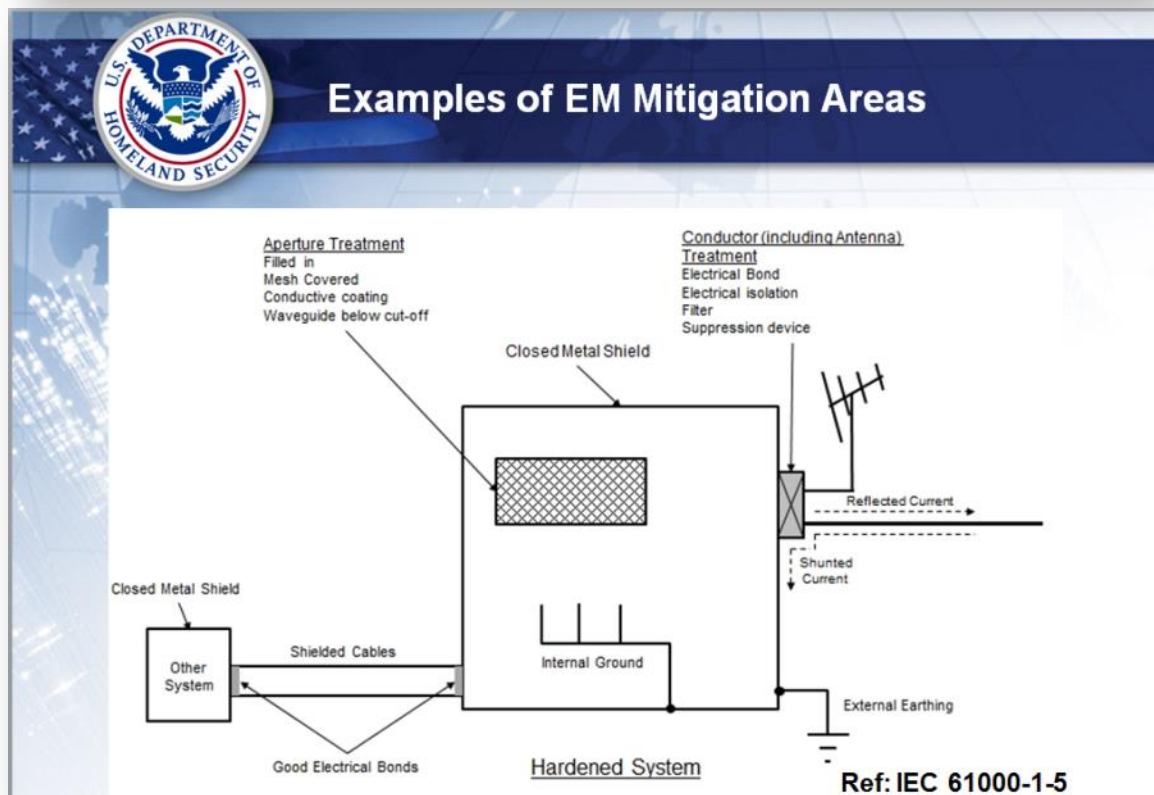 U.S. DEPARTMENT OF
HOMELAND SECURITY
Examples of EM Mitigation Areas
Aperture Treatment
Filled in
Mesh Covered
Conductive coating
Waveguide below cut-off
Conductor (including Antenna)
Treatment
Electrical Bond
Electrical isolation
Filter
Suppression device
Closed Metal Shield
Reflected Current
Shunted
Current
Closed Metal Shield
Other
System
Shielded Cables
Internal Ground
External Earthing
Good Electrical Bonds
Hardened System
Ref: IEC 61000-1-5